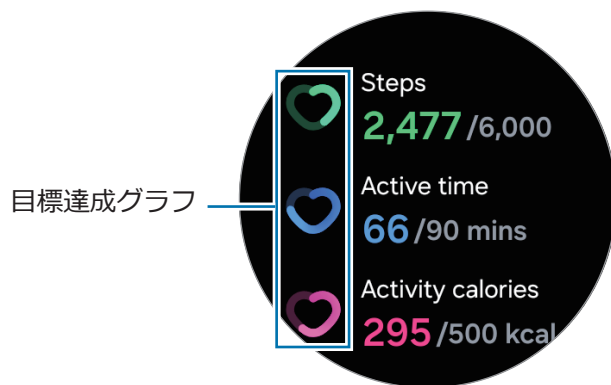 Steps
2,477 /6,000
目標達成グラフ
Active time
66 /90 mins
Activity calories
295 /500 kcal